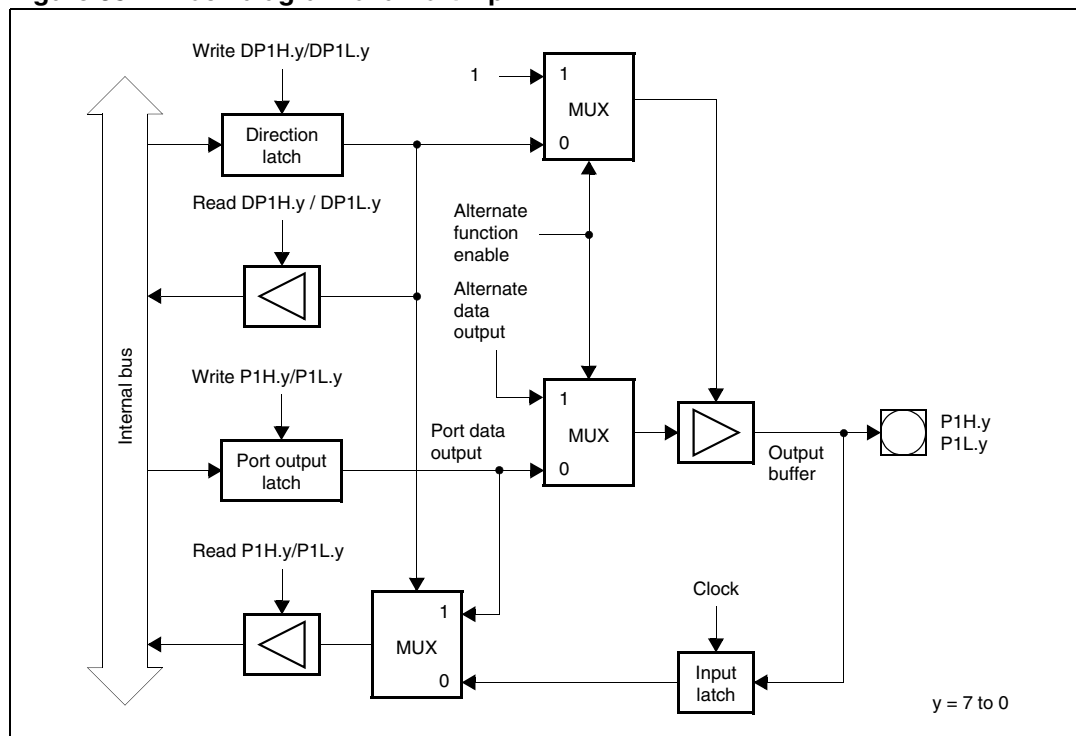 Write DP1H.y/DP1L.y
1
1
MUX
0
Direction
latch
Read DP1H.y / DP1L.y
Alternate
function
enable
Alternate
data
output
Internal bus
Write P1H.y/P1L.y
1
MUX
0
Port data
output
Port output
latch
Output
buffer
P1H.y
P1L.y
Read P1H.y/P1L.y
Clock
1
MUX
0
Input
latch
y = 7 to 0